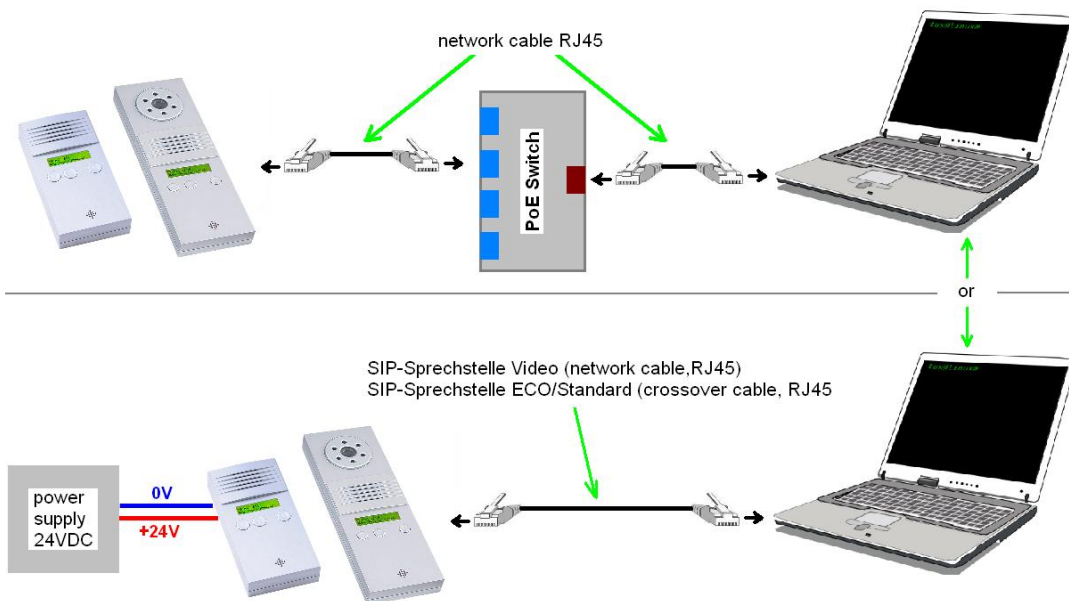 network cable RJ45
PoE Switch
or
SIP-Sprechstelle Video (network cable,RJ45)
SIP-Sprechstelle ECO/Standard (crossover cable, RJ45
power
supply
24VDC
0V
+24V